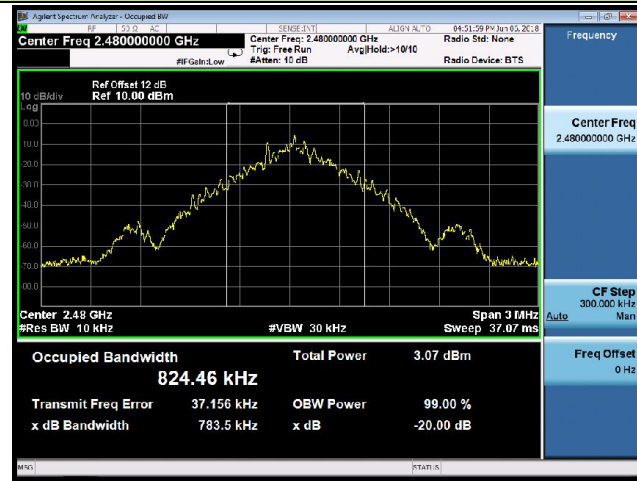 Agilent Spectrum Analyzer - Occupied BW
RF 50 Ω AC SENSE:INT ALIGN AUTO 04:51:59 PM Jun 05, 2018
Center Freq 2.480000000 GHz
Center Freq: 2.480000000 GHz
Radio Std: None
Trig: Free Run Avg|Hold:>10/10
#IFGain:Low
#Atten: 10 dB
Radio Device: BTS
Ref Offset 12 dB
10 dB/div Ref 10.00 dBm
Log
0.00
-10.0
-20.0
-30.0
-40.0
-50.0
-60.0
-70.0
Center 2.48 GHz
Span 3 MHz
#Res BW 10 kHz
#VBW 30 kHz
Sweep 37.07 ms
Occupied Bandwidth
Total Power 3.07 dBm
824.46 kHz
Transmit Freq Error 37.156 kHz
OBW Power 99.00 %
x dB Bandwidth 783.5 kHz
x dB -20.00 dB
MSG
STATUS
Frequency
Center Freq
2.480000000 GHz
CF Step
300.000 kHz
Auto Man
Freq Offset
0 Hz